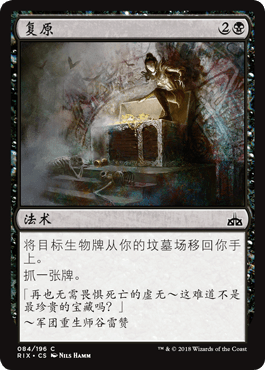 复原 2
法术
将目标生物牌从你的坟墓场移回你手
上。
抓一张牌。
「再也无需畏惧死亡的虚无～这难道不是
最珍贵的宝藏吗？」
～军团重生师谷雷赞
084/196 C
RIX • CS NILS HAMM
™ & © 2018 Wizards of the Coast